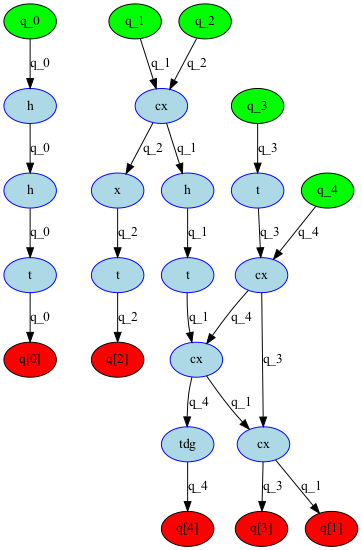 q_0 q_1 q_2
q_0 q_1 q_2
h cx q_3
q_0 q_2 q_1 q_3
h x h t q_4
q_0 q_2 q_1 q_3 q_4
t t t cx
q_0 q_2 q_1 q_4
q[0] q[2] cx q_3
q_4 q_1
tdg cx
q_4 q_3 q_1
q[4] q[3] q[1]